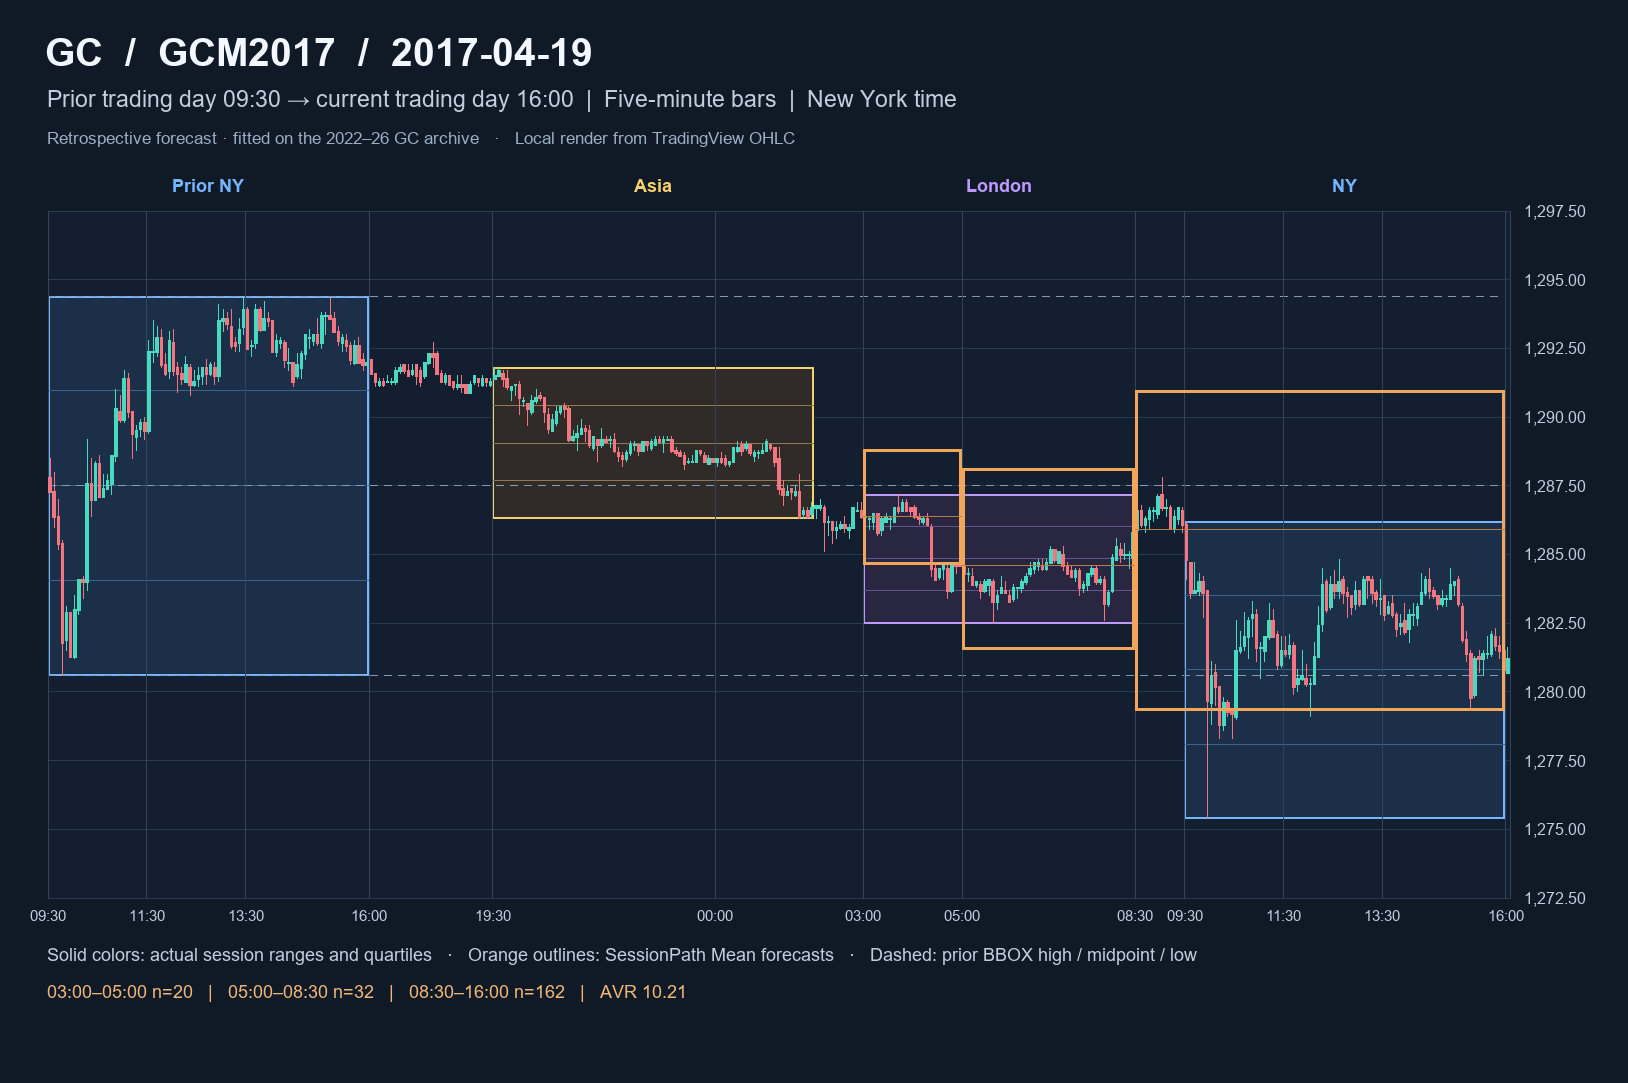 GC / GCM2017 / 2017-04-19
Prior trading day 09:30 → current trading day 16:00 | Five-minute bars | New York time
Retrospective forecast · fitted on the 2022–26 GC archive · Local render from TradingView OHLC
Prior NY Asia London NY
1,297.50
1,295.00
1,292.50
1,290.00
1,287.50
1,285.00
1,282.50
1,280.00
1,277.50
1,275.00
1,272.50
09:30 11:30 13:30 16:00 19:30 00:00 03:00 05:00 08:30 09:30 11:30 13:30 16:00
Solid colors: actual session ranges and quartiles · Orange outlines: SessionPath Mean forecasts · Dashed: prior BBOX high / midpoint / low
03:00–05:00 n=20 | 05:00–08:30 n=32 | 08:30–16:00 n=162 | AVR 10.21